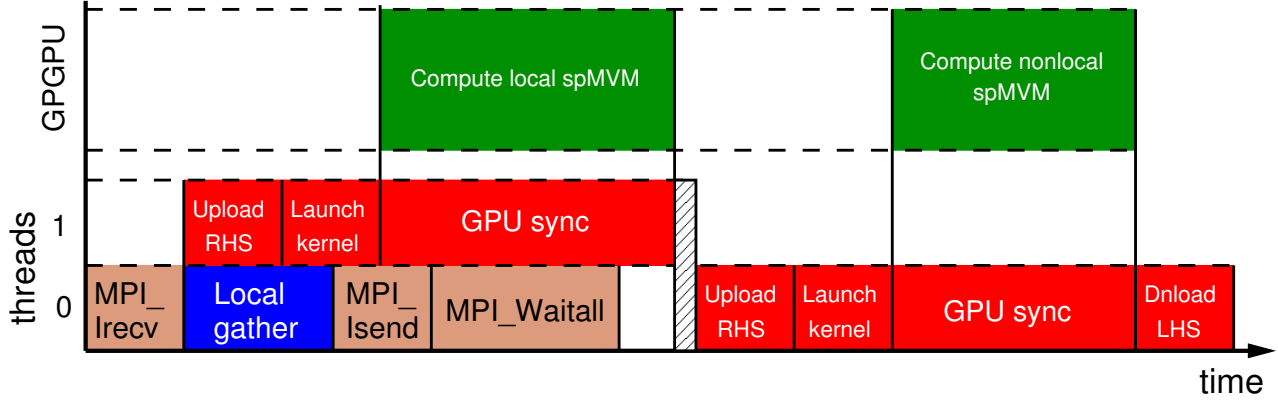 GPGPU
Compute local spMVM
Compute nonlocal
spMVM
threads
1
Upload
RHS
Launch
kernel
GPU sync
0
MPI_
Irecv
Local
gather
MPI_
Isend
MPI_Waitall
Upload
RHS
Launch
kernel
GPU sync
Dnload
LHS
time